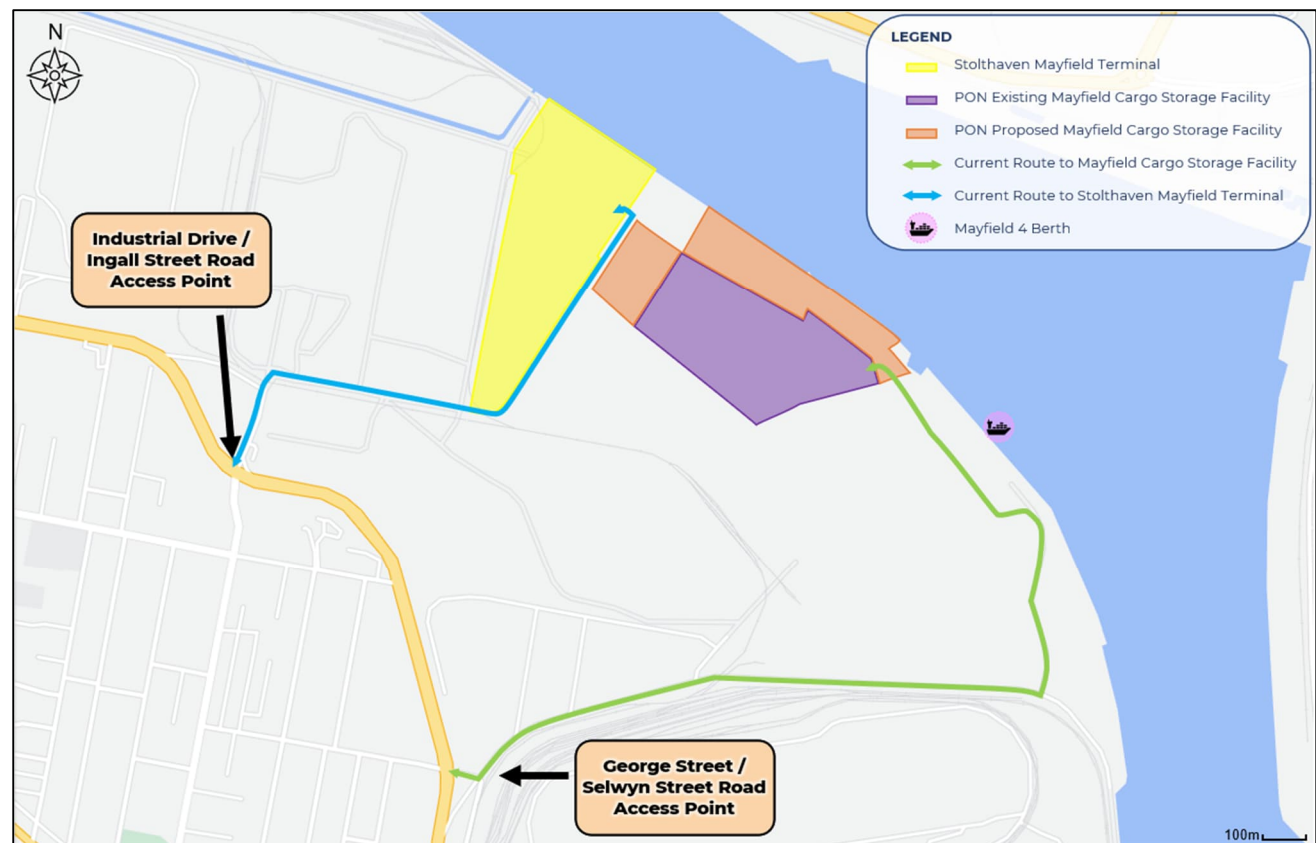 N
LEGEND
Stolthaven Mayfield Terminal
PON Existing Mayfield Cargo Storage Facility
PON Proposed Mayfield Cargo Storage Facility
Current Route to Mayfield Cargo Storage Facility
Current Route to Stolthaven Mayfield Terminal
Mayfield 4 Berth
Industrial Drive /
Ingall Street Road
Access Point
George Street /
Selwyn Street Road
Access Point
100m